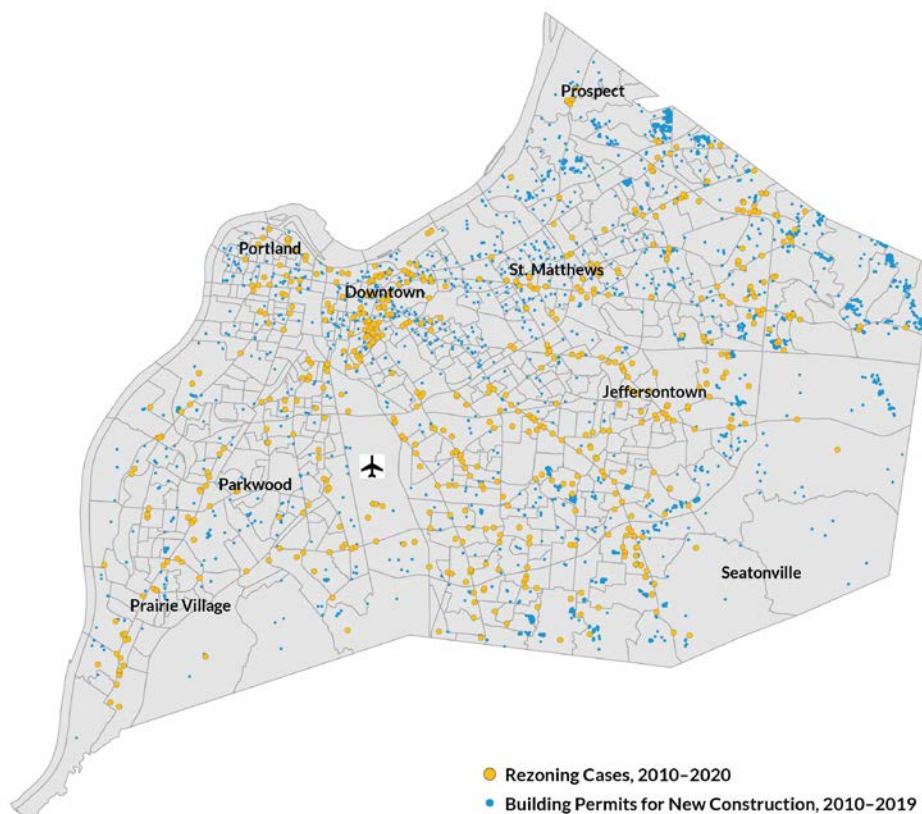 Prospect
Portland
St. Matthews
Downtown
Jeffersontown
Parkwood
Seatonville
Prairie Village
Rezoning Cases, 2010–2020
Building Permits for New Construction, 2010–2019